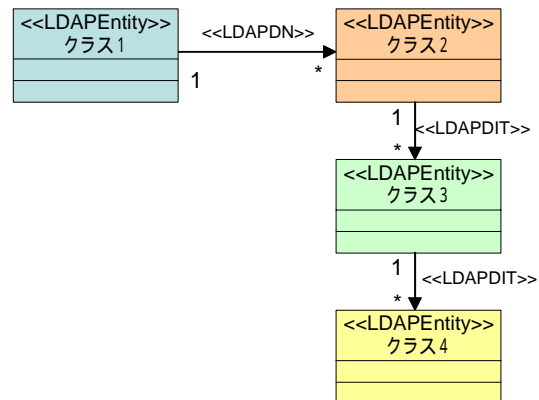 <<LDAPEntity>>
クラス1
<<LDAPDN>>
1
*
<<LDAPEntity>>
クラス2
1
<<LDAPDIT>>
*
<<LDAPEntity>>
クラス3
1
<<LDAPDIT>>
*
<<LDAPEntity>>
クラス4